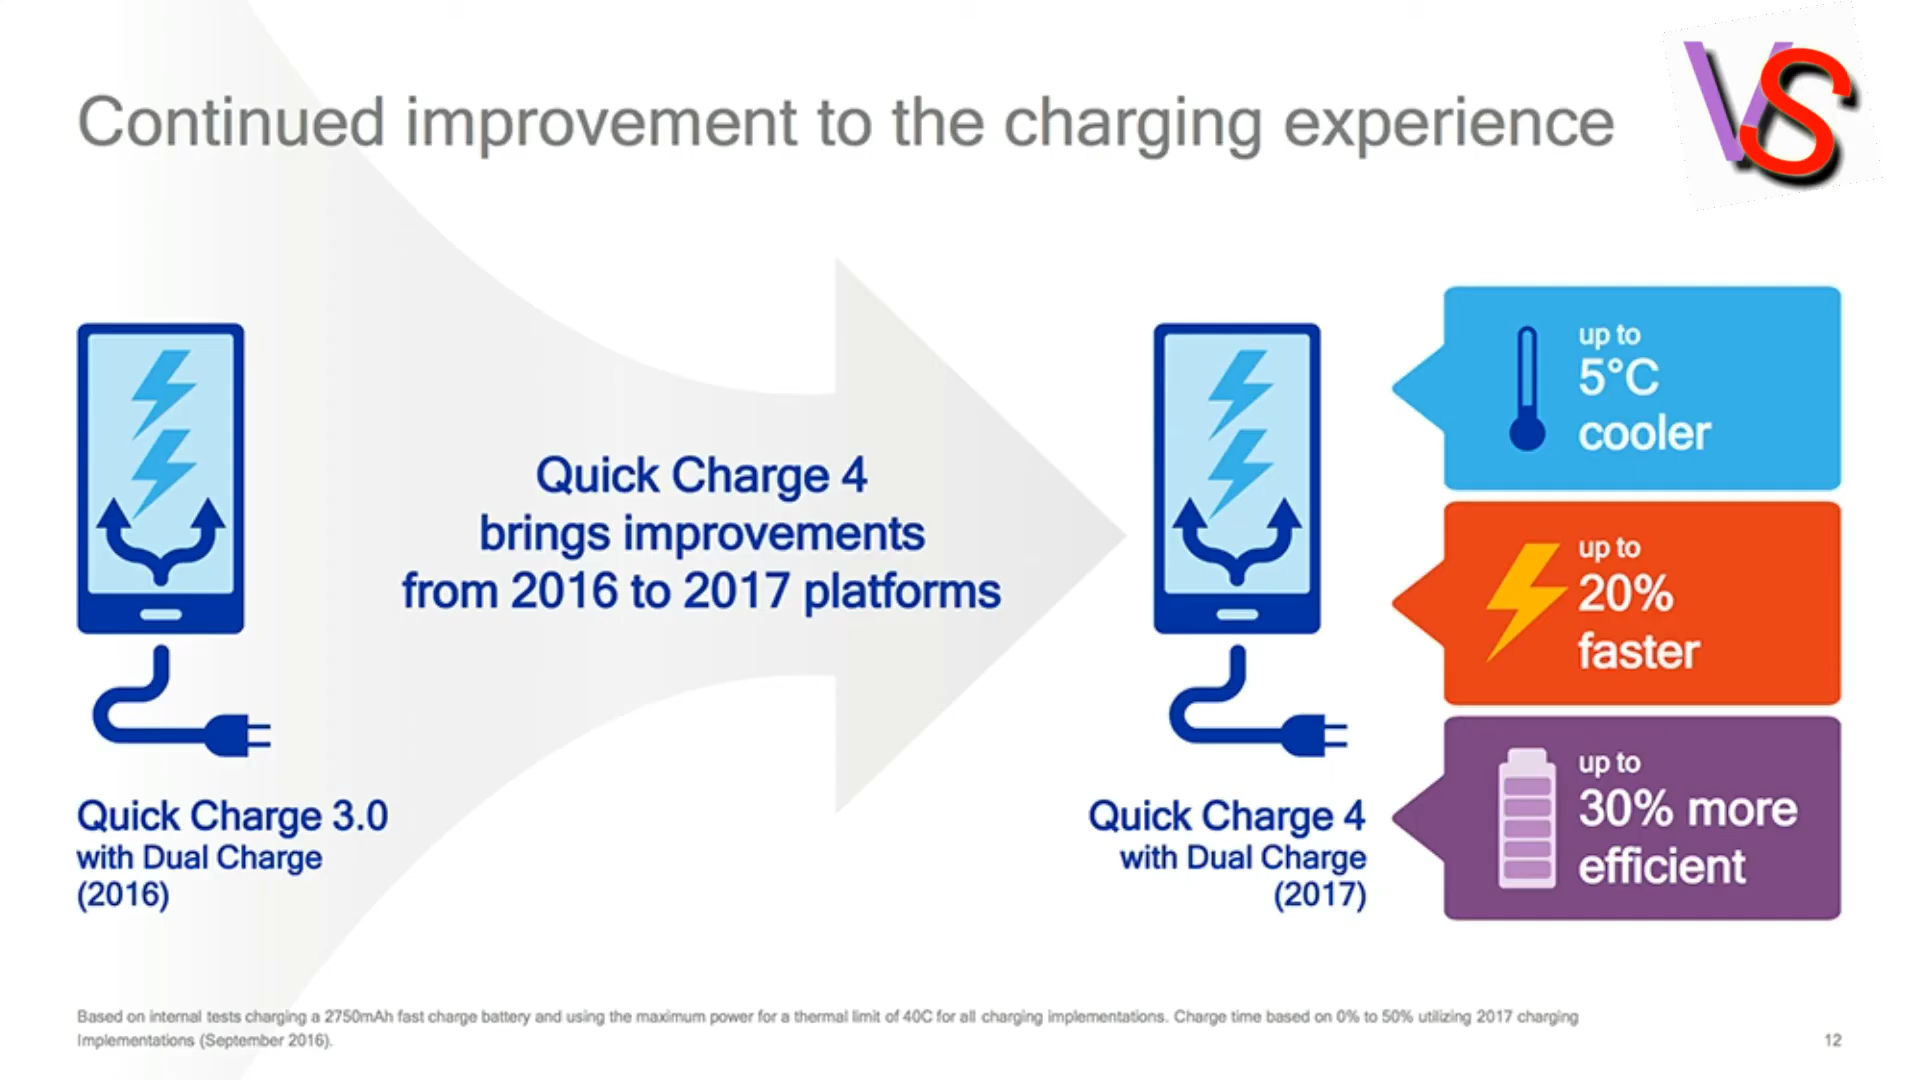 Continued improvement to the charging experience
VS
Quick Charge 4
brings improvements
from 2016 to 2017 platforms
Quick Charge 3.0
with Dual Charge
(2016)
Quick Charge 4
with Dual Charge
(2017)
up to
5°C
cooler
up to
20%
faster
up to
30% more
efficient
Based on internal tests charging a 2750mAh fast charge battery and using the maximum power for a thermal limit of 40C for all charging implementations. Charge time based on 0% to 50% utilizing 2017 charging
Implementations (September 2016).
12